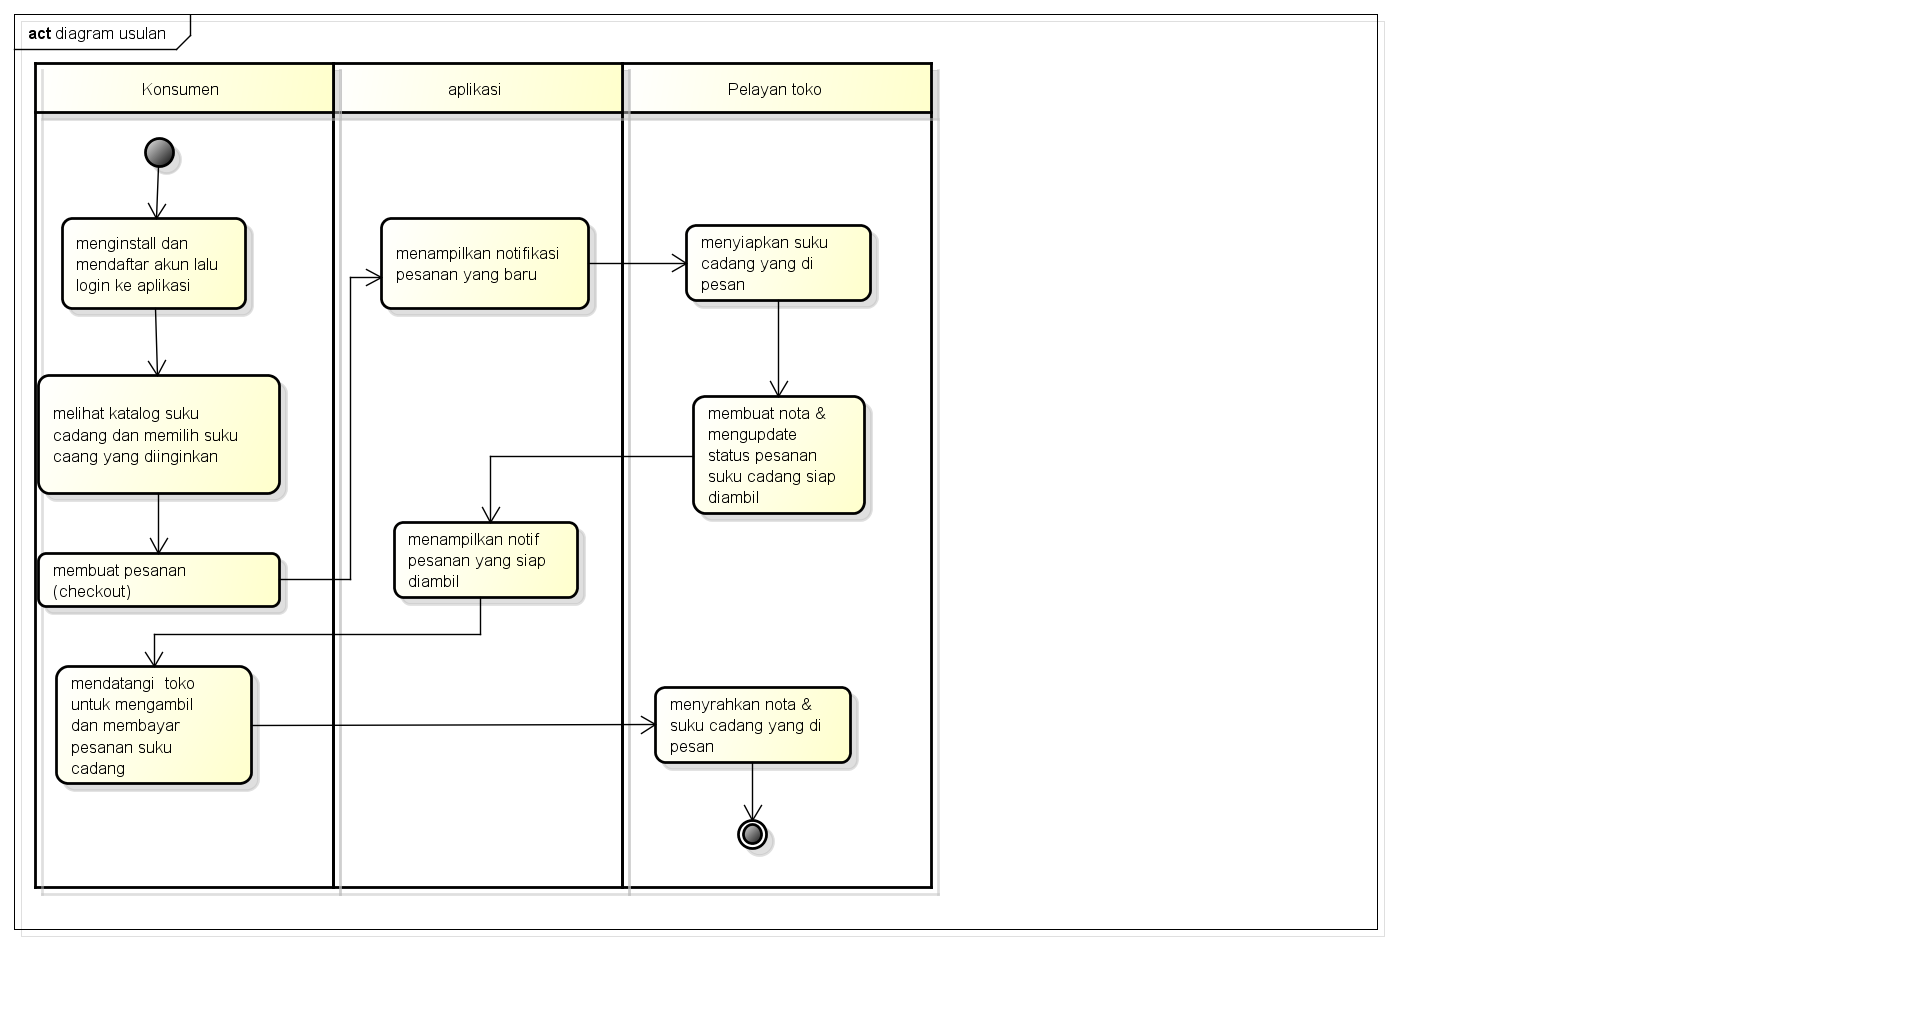 act diagram usulan
Konsumen
aplikasi
Pelayan toko
menginstall dan
mendaftar akun lalu
login ke aplikasi
menampilkan notifikasi
pesanan yang baru
menyiapkan suku
cadang yang di
pesan
melihat katalog suku
cadang dan memilih suku
caang yang diinginkan
membuat nota &
mengupdate
status pesanan
suku cadang siap
diambil
membuat pesanan
(checkout)
menampilkan notif
pesanan yang siap
diambil
mendatangi  toko
untuk mengambil
dan membayar
pesanan suku
cadang
menyrahkan nota &
suku cadang yang di
pesan